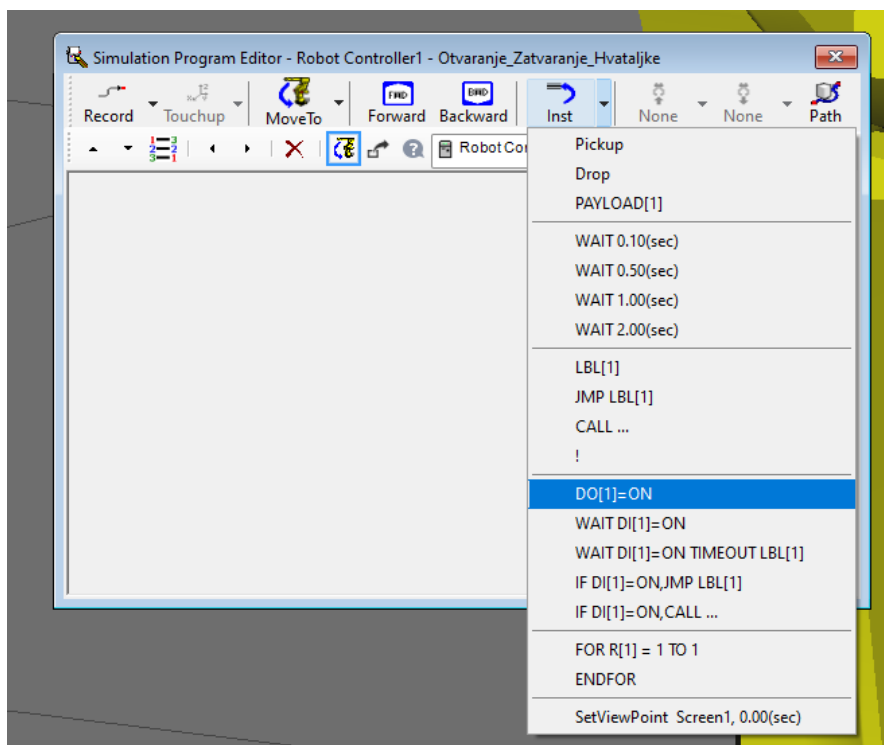 Simulation Program Editor - Robot Controller1 - Otvaranje_Zatvaranje_Hvataljke
Record Touchup MoveTo FWD Forward BWD Backward Inst None None Path
Robot Cor
Pickup
Drop
PAYLOAD[1]
WAIT 0.10(sec)
WAIT 0.50(sec)
WAIT 1.00(sec)
WAIT 2.00(sec)
LBL[1]
JMP LBL[1]
CALL ...
!
DO[1]=ON
WAIT DI[1]=ON
WAIT DI[1]=ON TIMEOUT LBL[1]
IF DI[1]=ON,JMP LBL[1]
IF DI[1]=ON,CALL ...
FOR R[1] = 1 TO 1
ENDFOR
SetViewPoint Screen1, 0.00(sec)